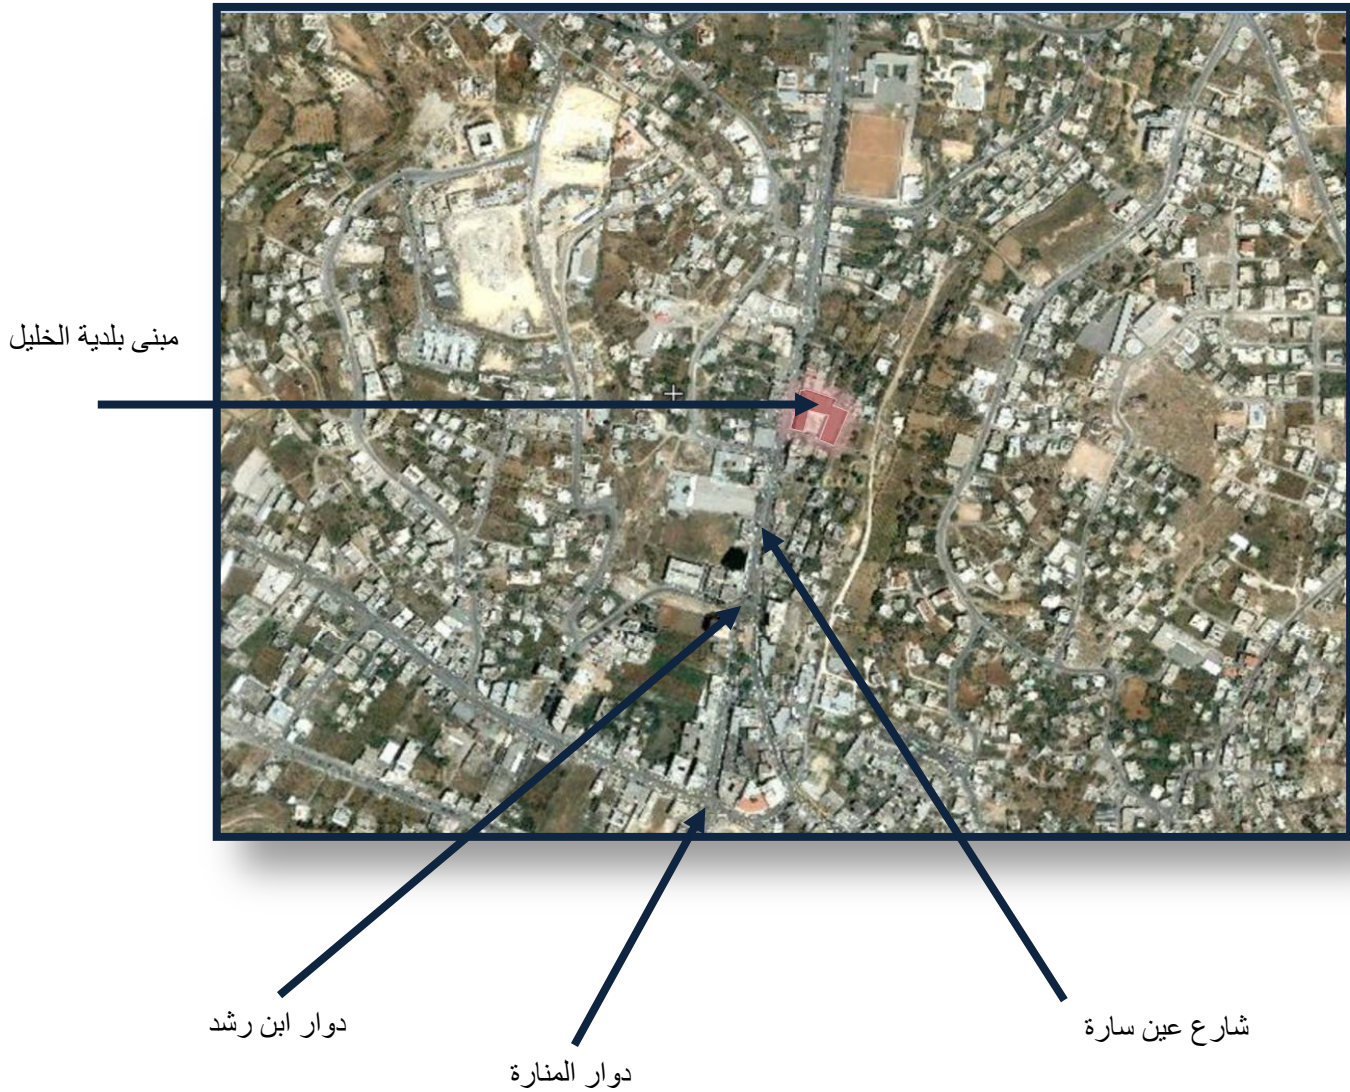 مبنى بلدية الخليل
دوار ابن رشد
شارع عين سارة
دوار المنارة